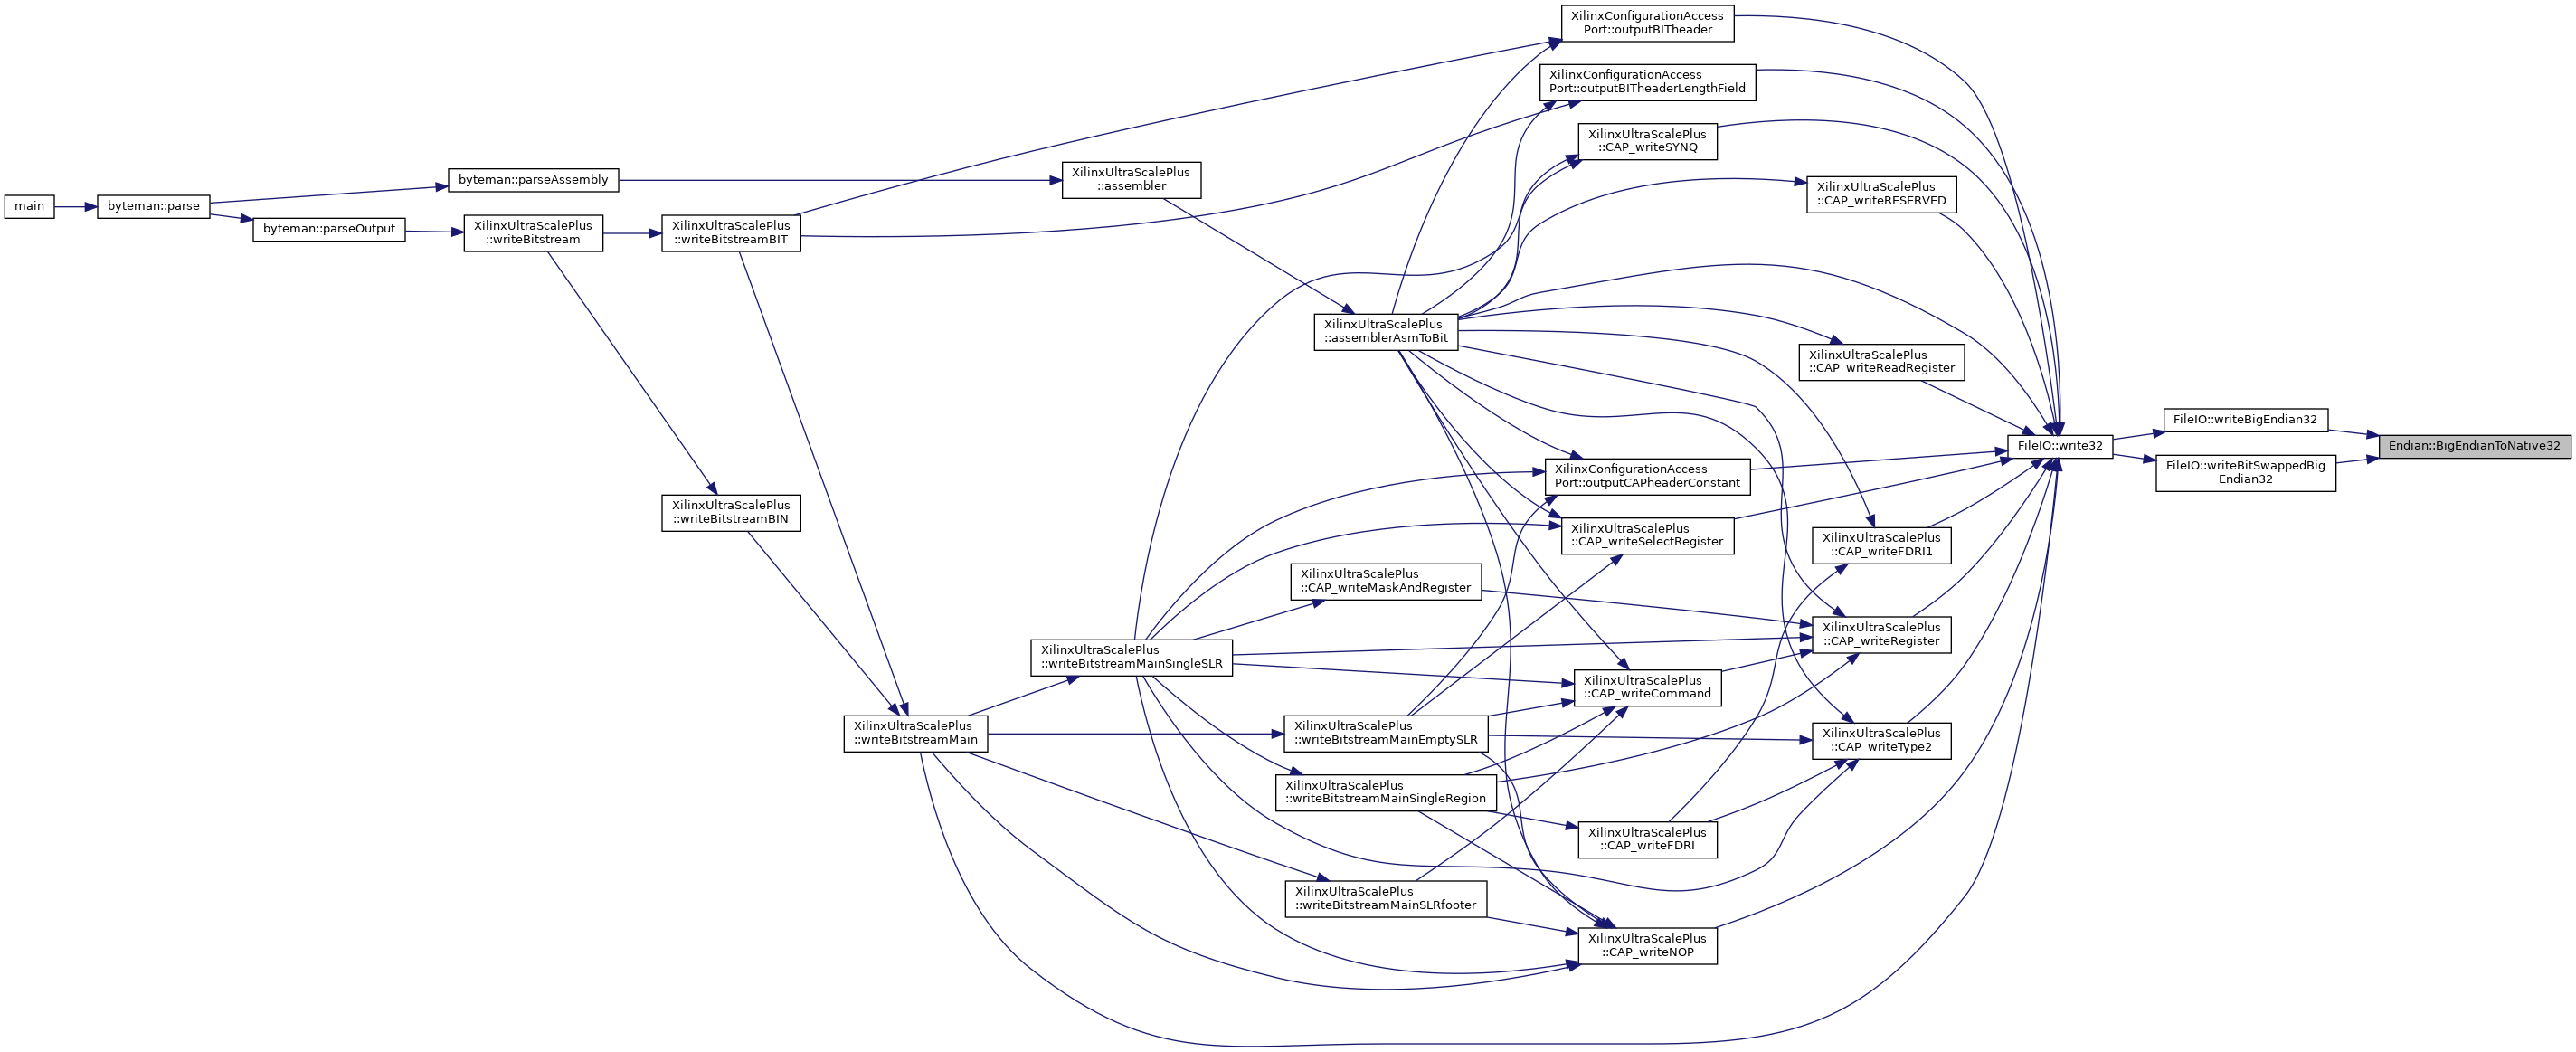 main
byteman::parse
byteman::parseAssembly
byteman::parseOutput
XilinxUltraScalePlus
::writeBitstream
XilinxUltraScalePlus
::writeBitstreamBIT
XilinxUltraScalePlus
::writeBitstreamBIN
XilinxUltraScalePlus
::writeBitstreamMain
XilinxUltraScalePlus
::assembler
XilinxUltraScalePlus
::writeBitstreamMainSingleSLR
XilinxConfigurationAccess
Port::outputBITheader
XilinxConfigurationAccess
Port::outputBITheaderLengthField
XilinxUltraScalePlus
::CAP_writeSYNQ
XilinxUltraScalePlus
::CAP_writeRESERVED
XilinxUltraScalePlus
::assemblerAsmToBit
XilinxUltraScalePlus
::CAP_writeReadRegister
XilinxConfigurationAccess
Port::outputCAPheaderConstant
XilinxUltraScalePlus
::CAP_writeSelectRegister
XilinxUltraScalePlus
::CAP_writeFDRI1
XilinxUltraScalePlus
::CAP_writeMaskAndRegister
XilinxUltraScalePlus
::CAP_writeRegister
XilinxUltraScalePlus
::CAP_writeCommand
XilinxUltraScalePlus
::writeBitstreamMainEmptySLR
XilinxUltraScalePlus
::CAP_writeType2
XilinxUltraScalePlus
::writeBitstreamMainSingleRegion
XilinxUltraScalePlus
::CAP_writeFDRI
XilinxUltraScalePlus
::writeBitstreamMainSLRfooter
XilinxUltraScalePlus
::CAP_writeNOP
FileIO::write32
FileIO::writeBigEndian32
FileIO::writeBitSwappedBig
Endian32
Endian::BigEndianToNative32